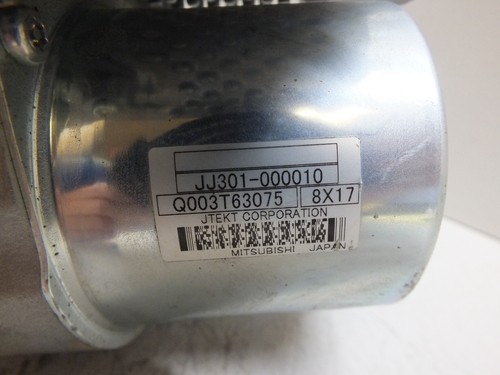 JJ301-000010
Q003T63075 8X17
JTEKT CORPORATION
MITSUBISHI JAPAN